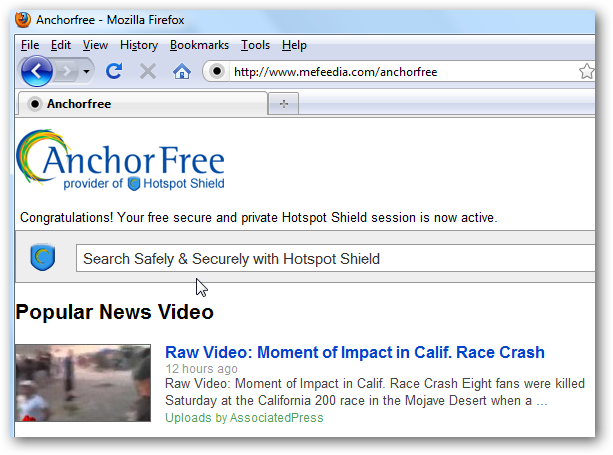 Anchorfree - Mozilla Firefox
File Edit View History Bookmarks Tools Help
http://www.mefeedia.com/anchorfree
Anchorfree
AnchorFree
provider of Hotspot Shield
Congratulations! Your free secure and private Hotspot Shield session is now active.
Search Safely & Securely with Hotspot Shield
Popular News Video
Raw Video: Moment of Impact in Calif. Race Crash
12 hours ago
Raw Video: Moment of Impact in Calif. Race Crash Eight fans were killed
Saturday at the California 200 race in the Mojave Desert when a ...
Uploads by AssociatedPress